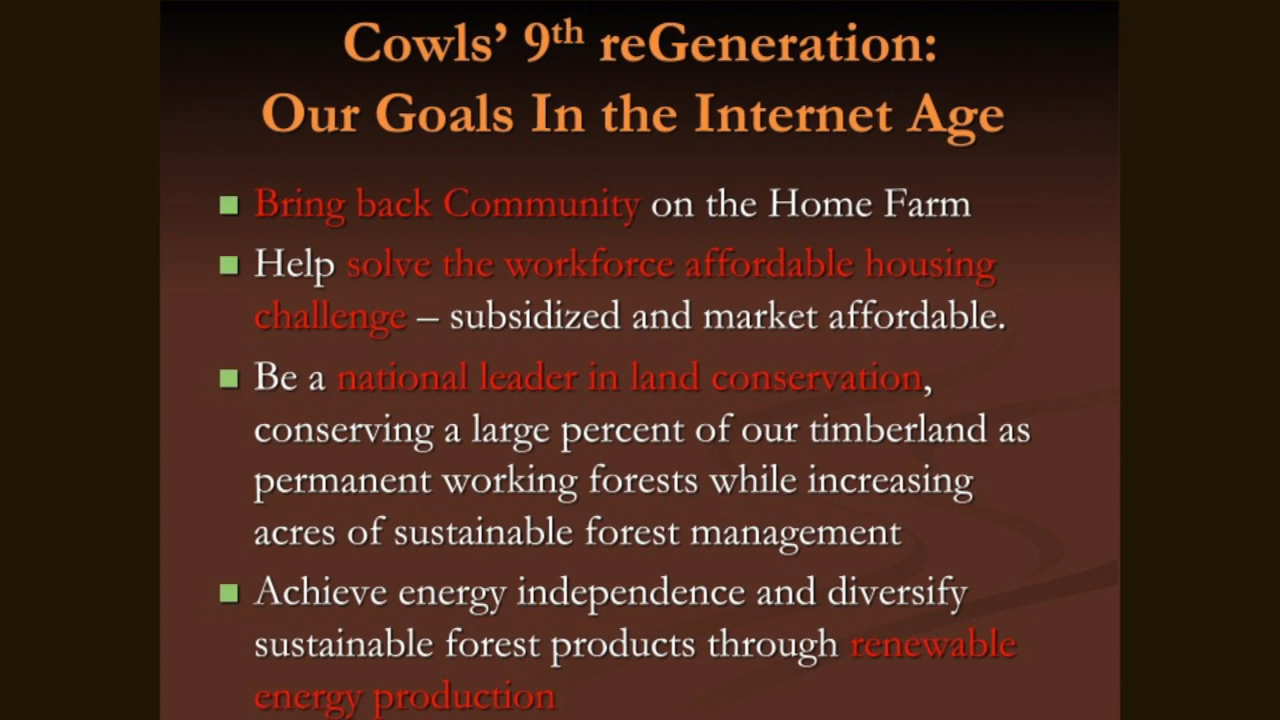 Cowls’ 9th reGeneration:
Our Goals In the Internet Age
Bring back Community on the Home Farm
Help solve the workforce affordable housing
challenge – subsidized and market affordable.
Be a national leader in land conservation,
conserving a large percent of our timberland as
permanent working forests while increasing
acres of sustainable forest management
Achieve energy independence and diversify
sustainable forest products through renewable
energy production